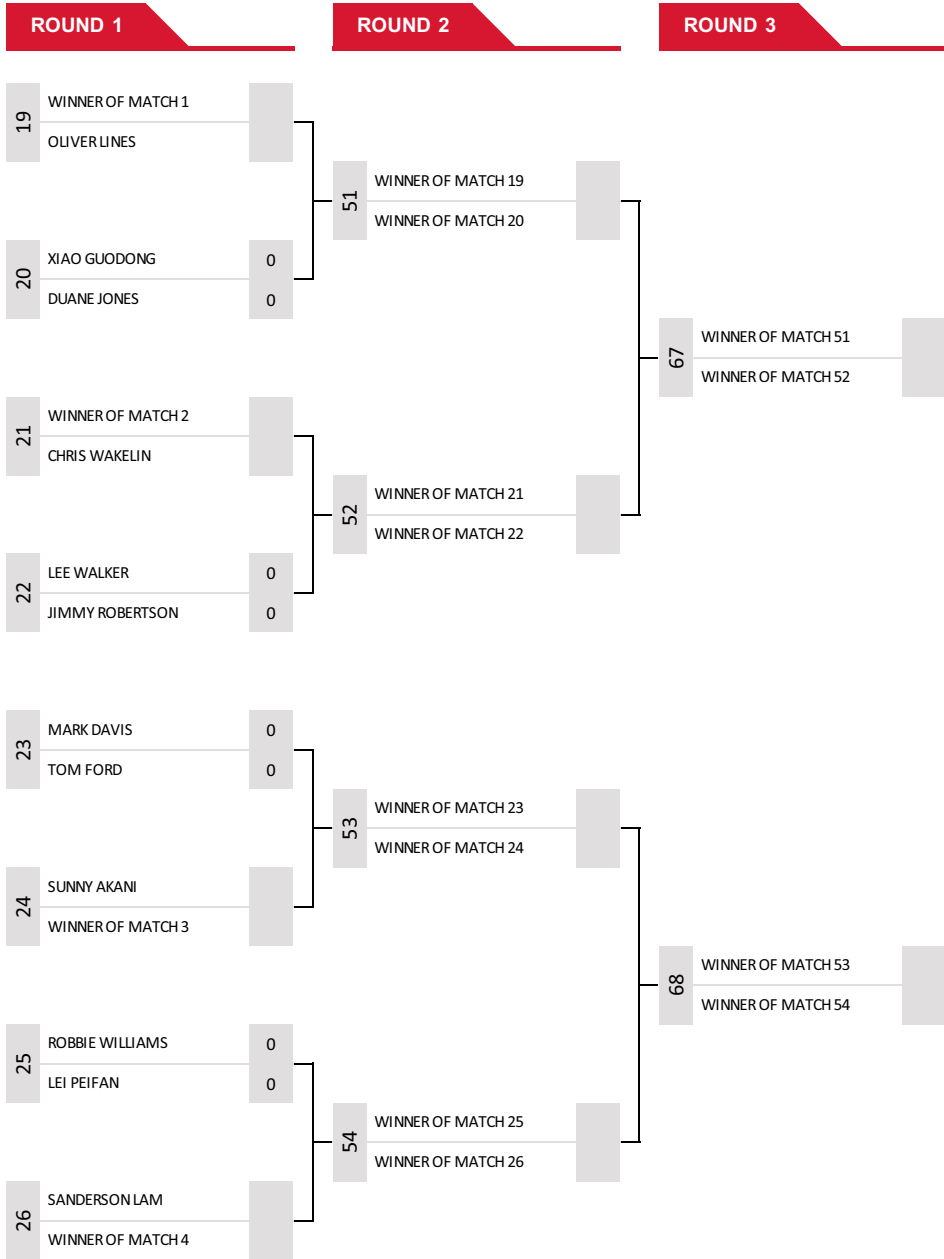 ROUND 1
ROUND 2
ROUND 3
19
WINNER OF MATCH 1
OLIVER LINES
20
XIAO GUODONG 0
DUANE JONES 0
21
WINNER OF MATCH 2
CHRIS WAKELIN
22
LEE WALKER 0
JIMMY ROBERTSON 0
23
MARK DAVIS 0
TOM FORD 0
24
SUNNY AKANI
WINNER OF MATCH 3
25
ROBBIE WILLIAMS 0
LEI PEIFAN 0
26
SANDERSON LAM
WINNER OF MATCH 4
51
WINNER OF MATCH 19
WINNER OF MATCH 20
52
WINNER OF MATCH 21
WINNER OF MATCH 22
53
WINNER OF MATCH 23
WINNER OF MATCH 24
54
WINNER OF MATCH 25
WINNER OF MATCH 26
67
WINNER OF MATCH 51
WINNER OF MATCH 52
68
WINNER OF MATCH 53
WINNER OF MATCH 54